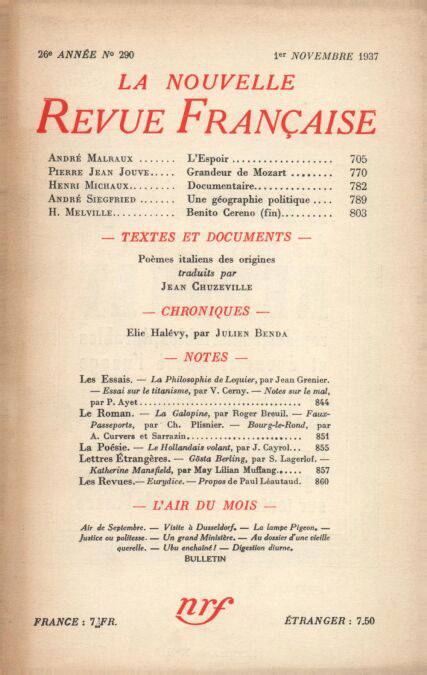 26e ANNÉE No 290 1er NOVEMBRE 1937
LA NOUVELLE
REVUE FRANÇAISE
ANDRÉ MALRAUX ....... L'Espoir .................. 705
PIERRE JEAN JOUVE..... Grandeur de Mozart ........ 770
HENRI MICHAUX........ Documentaire.............. 782
ANDRÉ SIEGFRIED ...... Une géographie politique .... 789
H. MELVILLE........... Benito Cereno (fin).......... 803
— TEXTES ET DOCUMENTS —
Poèmes italiens des origines
traduits par
JEAN CHUZEVILLE
— CHRONIQUES —
Elie Halévy, par JULIEN BENDA
— NOTES —
Les Essais. — La Philosophie de Lequier, par Jean Grenier.
— Essai sur le titanisme, par V. Cerny. — Notes sur le mal,
par P. Ayet ............................ 844
Le Roman. — La Galopine, par Roger Breuil. — Faux-
Passeports, par Ch. Plisnier. — Bourg-le-Rond, par
A. Curvers et Sarrazin...................... 851
La Poésie. — Le Hollandais volant, par J. Cayrol... 855
Lettres Étrangères. — Gösta Berling, par S. Lagerlof. —
Katherine Mansfield, par May Lilian Muffang..... 857
Les Revues.— Eurydice. — Propos de Paul Léautaud. 860
— L'AIR DU MOIS —
Air de Septembre. — Visite à Dusseldorf. — La lampe Pigeon. —
Justice ou politesse. — Un grand Ministère. — Au dossier d'une vieille
querelle. — Ubu enchaîné ! — Digestion diurne.
BULLETIN
nrf
FRANCE : FR. ÉTRANGER : 7.50